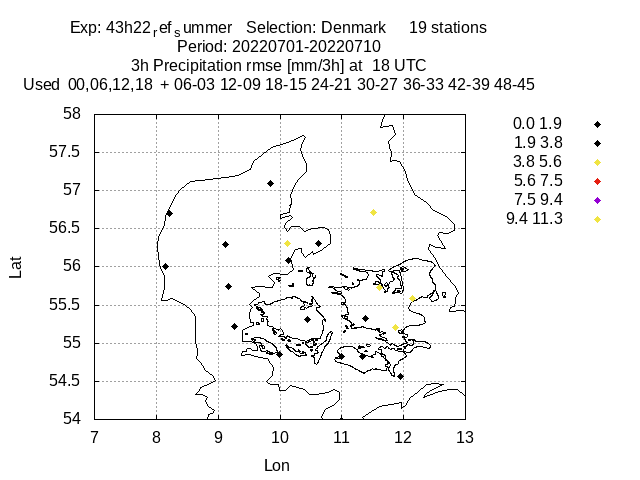 Exp: 43h22refsummer Selection: Denmark 19 stations
Period: 20220701-20220710
3h Precipitation rmse [mm/3h] at 18 UTC
Used 00,06,12,18 + 06-03 12-09 18-15 24-21 30-27 36-33 42-39 48-45
58
57.5
57
56.5
56
55.5
55
54.5
54
Lat
7 8 9 10 11 12 13
Lon
0.0 1.9
1.9 3.8
3.8 5.6
5.6 7.5
7.5 9.4
9.4 11.3